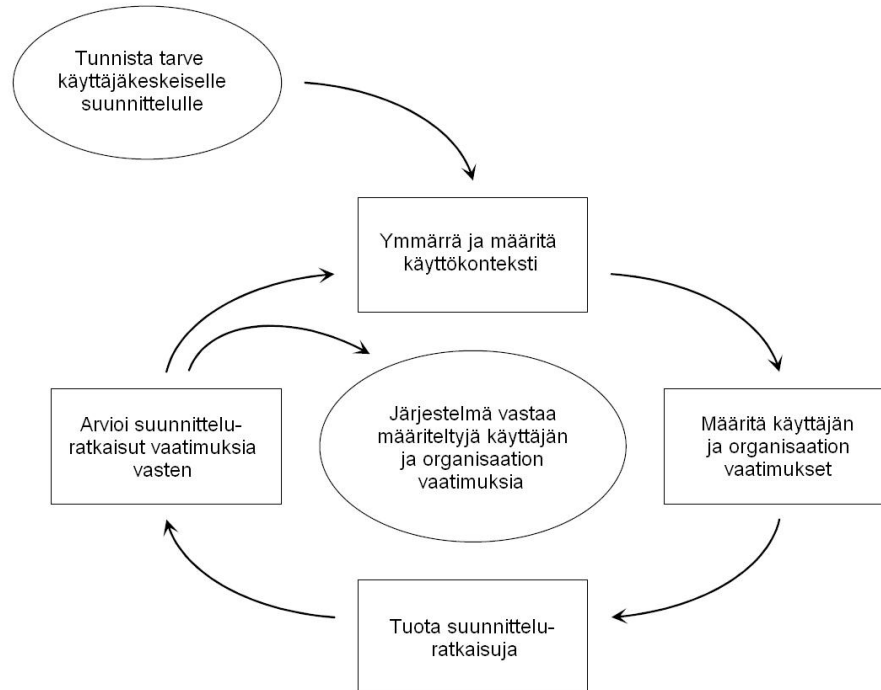 Tunnista tarve
käyttäjäkeskeiselle
suunnittelulle
Ymmärrä ja määritä
käyttökonteksti
Määritä käyttäjän
ja organisaation
vaatimukset
Tuota suunnittelu-
ratkaisuja
Arvioi suunnittelu-
ratkaisut vaatimuksia
vasten
Järjestelmä vastaa
määriteltyjä käyttäjän
ja organisaation
vaatimuksia